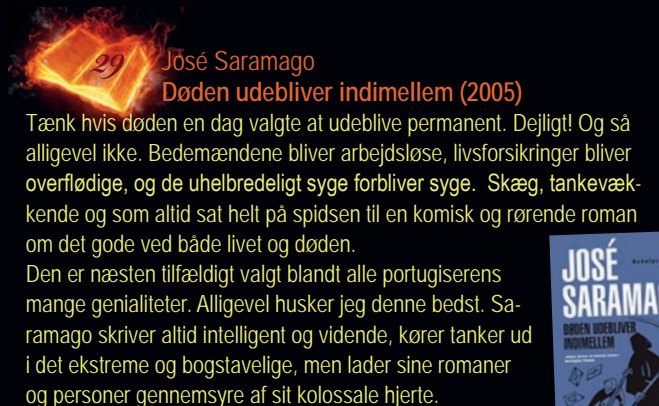 29
José Saramago
Døden udebliver indimellem (2005)
Tænk hvis døden en dag valgte at udeblive permanent. Dejligt! Og så
alligevel ikke. Bedemændene bliver arbejdsløse, livsforsikringer bliver
overflødige, og de uhelbredeligt syge forbliver syge. Skæg, tankevæk-
kende og som altid sat helt på spidsen til en komisk og rørende roman
om det gode ved både livet og døden.
Den er næsten tilfældigt valgt blandt alle portugiserens
mange genialiteter. Alligevel husker jeg denne bedst. Sa-
ramago skriver altid intelligent og vidende, kører tanker ud
i det ekstreme og bogstavelige, men lader sine romaner
og personer gennemsyre af sit kolossale hjerte.
JOSÉ
SARAMA
DØDEN UDEBLIVER
INDIMELLEM